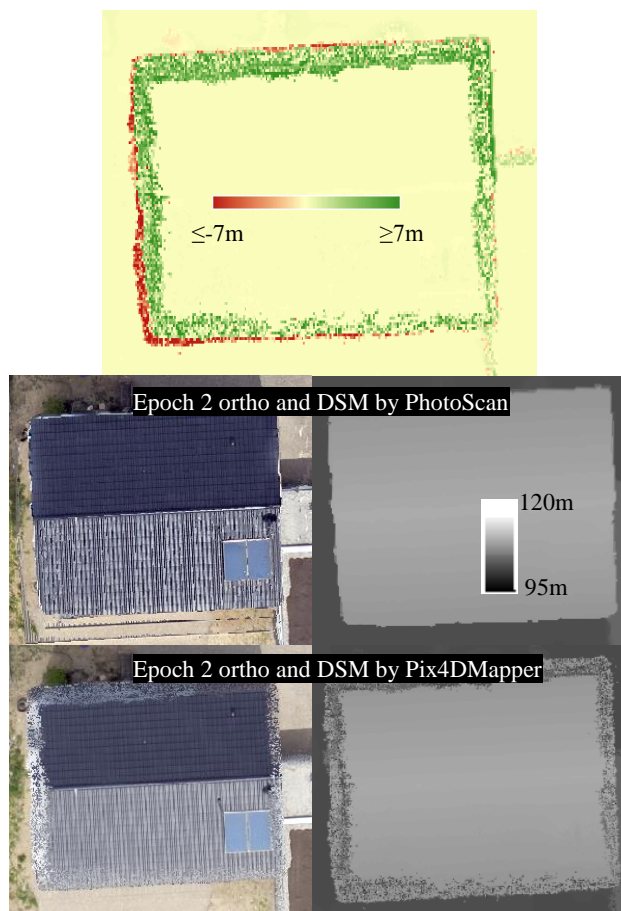 ≤-7m ≥7m
Epoch 2 ortho and DSM by PhotoScan
120m
95m
Epoch 2 ortho and DSM by Pix4DMapper